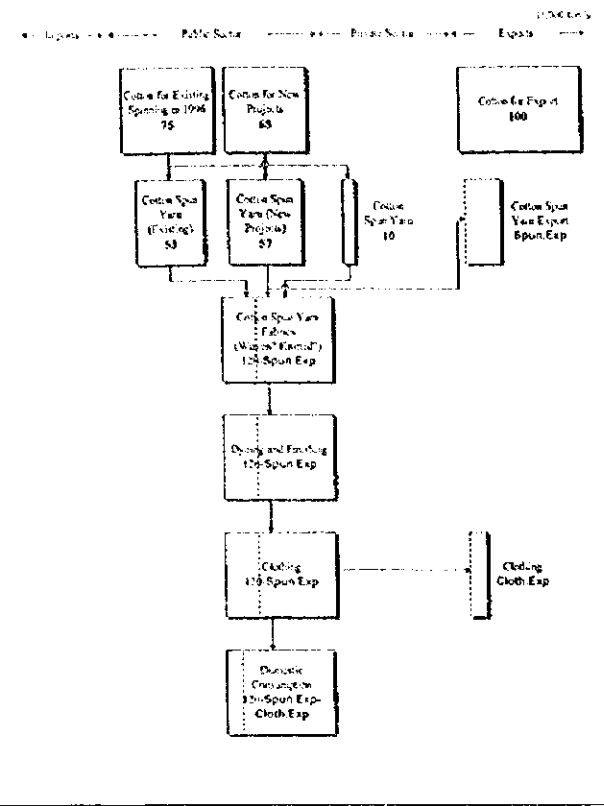 Imports Public Sector Private Sector Exports
Cotton for Existing
Spinning to 1996
75
Cotton for New
Projects
68
Cotton for Export
100
Cotton Spun
Yarn
(Existing)
53
Cotton Spun
Yarn (New
Projects)
57
Cotton
Spun Yarn
10
Cotton Spun
Yarn Export
Spun.Exp
Cotton Spun Yarn
Fabrics
120-Spun Exp
Dyeing and Finishing
120-Spun Exp
Clothing
120-Spun Exp
Clothing
Cloth.Exp
Domestic
Consumption
120-Spun Exp-
Cloth.Exp